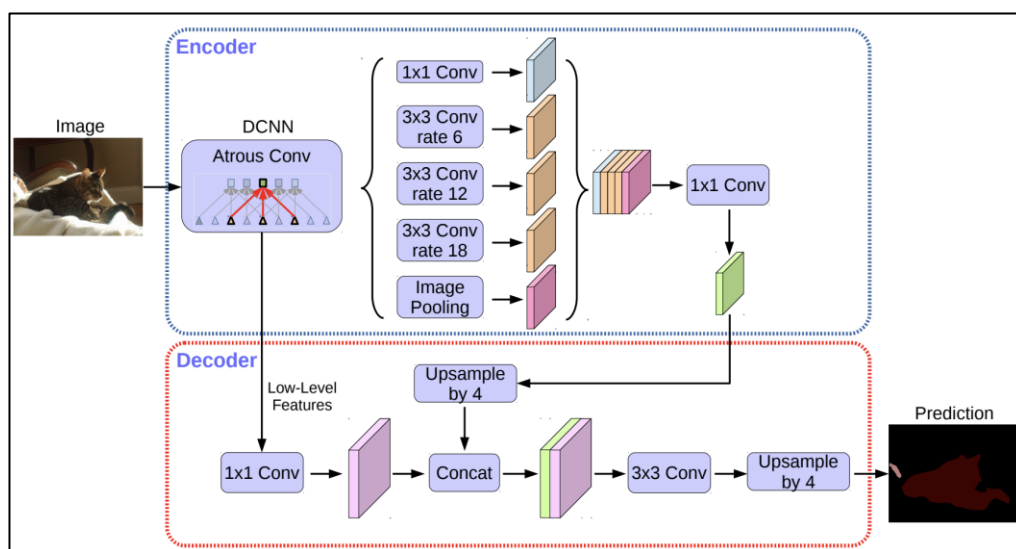 Encoder
Image
DCNN
Atrous Conv
1x1 Conv
3x3 Conv
rate 6
3x3 Conv
rate 12
3x3 Conv
rate 18
Image
Pooling
1x1 Conv
Decoder
Low-Level
Features
Upsample
by 4
1x1 Conv
Concat
3x3 Conv
Upsample
by 4
Prediction